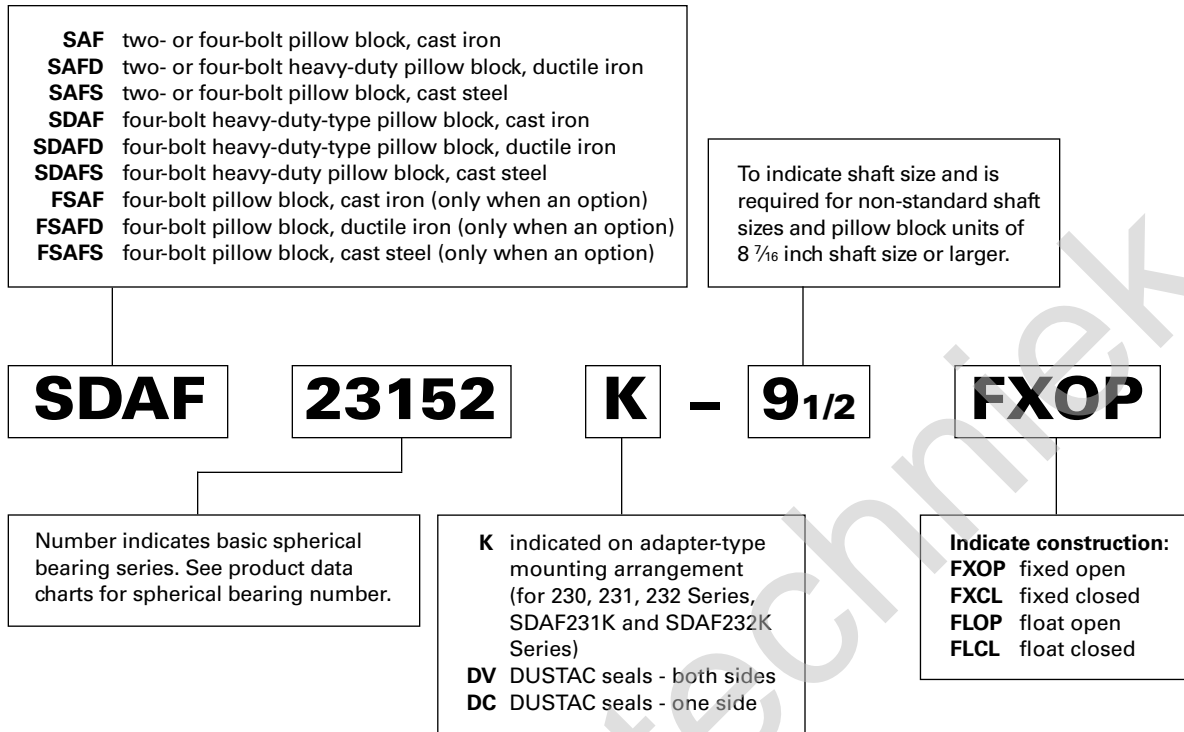 SAF two- or four-bolt pillow block, cast iron
SAFD two- or four-bolt heavy-duty pillow block, ductile iron
SAFS two- or four-bolt pillow block, cast steel
SDAF four-bolt heavy-duty-type pillow block, cast iron
SDAFD four-bolt heavy-duty-type pillow block, ductile iron
SDAFS four-bolt heavy-duty pillow block, cast steel
FSAF four-bolt pillow block, cast iron (only when an option)
FSAFD four-bolt pillow block, ductile iron (only when an option)
FSAFS four-bolt pillow block, cast steel (only when an option)
To indicate shaft size and is
required for non-standard shaft
sizes and pillow block units of
8 7/16 inch shaft size or larger.
SDAF 23152 K – 91/2 FXOP
Number indicates basic spherical
bearing series. See product data
charts for spherical bearing number.
K indicated on adapter-type
mounting arrangement
(for 230, 231, 232 Series,
SDAF231K and SDAF232K
Series)
DV DUSTAC seals - both sides
DC DUSTAC seals - one side
Indicate construction:
FXOP fixed open
FXCL fixed closed
FLOP float open
FLCL float closed
techniek